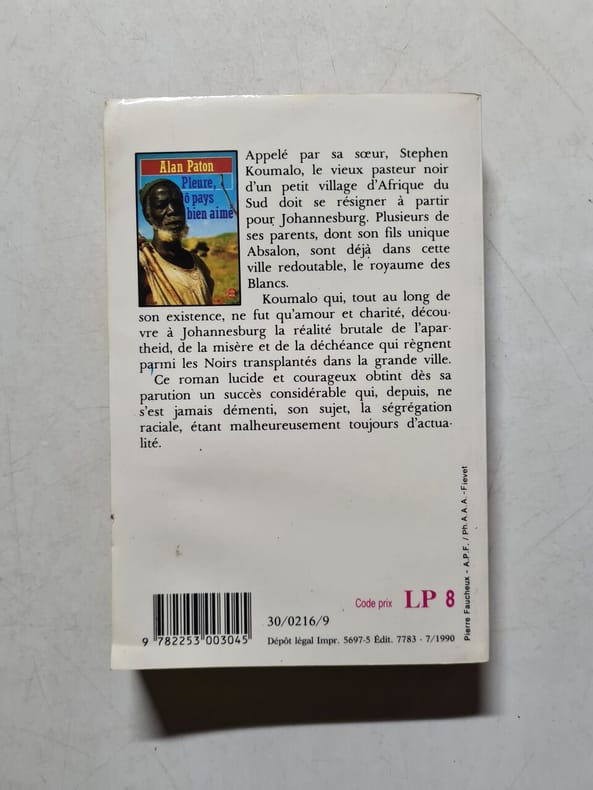 Alan Paton
Pleure,
ô pays
bien aimé
Appelé par sa sœur, Stephen
Koumalo, le vieux pasteur noir
d'un petit village d'Afrique du
Sud doit se résigner à partir
pour Johannesburg. Plusieurs de
ses parents, dont son fils unique
Absalon, sont déjà dans cette
ville redoutable, le royaume des
Blancs.
Koumalo qui, tout au long de
son existence, ne fut qu'amour et charité, décou-
vre à Johannesburg la réalité brutale de l'apar-
theid, de la misère et de la déchéance qui règnent
parmi les Noirs transplantés dans la grande ville.
Ce roman lucide et courageux obtint dès sa
parution un succès considérable qui, depuis, ne
s'est jamais démenti, son sujet, la ségrégation
raciale, étant malheureusement toujours d'actua-
lité.
Pierre Faucheux - A.P.F. / Ph. A.A.A. - Fievet
Code prix LP 8
30/0216/9
9 782253 003045
Dépôt légal Impr. 5697-5 Édit. 7783 - 7/1990